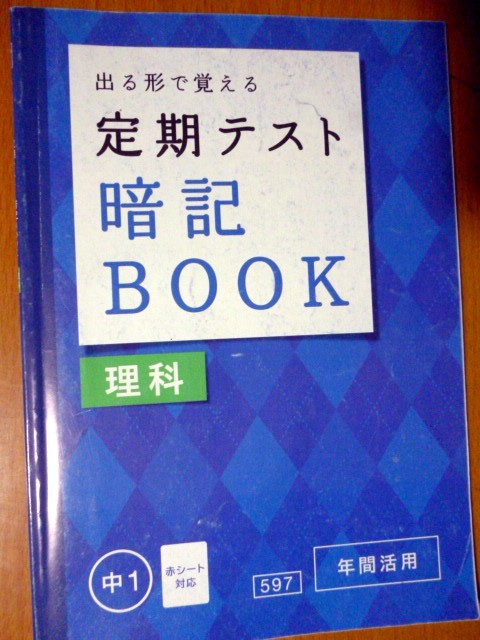 出る形で覚える
定期テスト
暗記
BOOK
理科
中1
赤シート
対応
597
年間活用